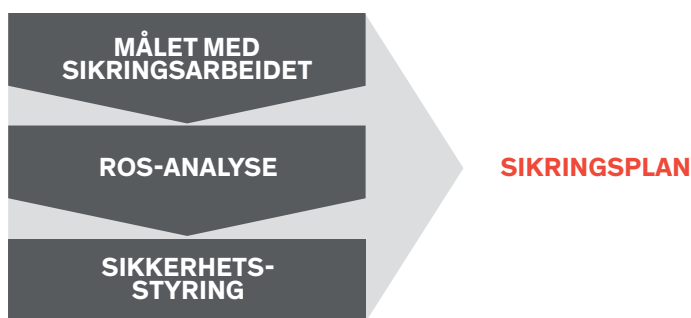 MÅLET MED
SIKRINGSARBEIDET
ROS-ANALYSE
SIKRINGSPLAN
SIKKERHETS-
STYRING